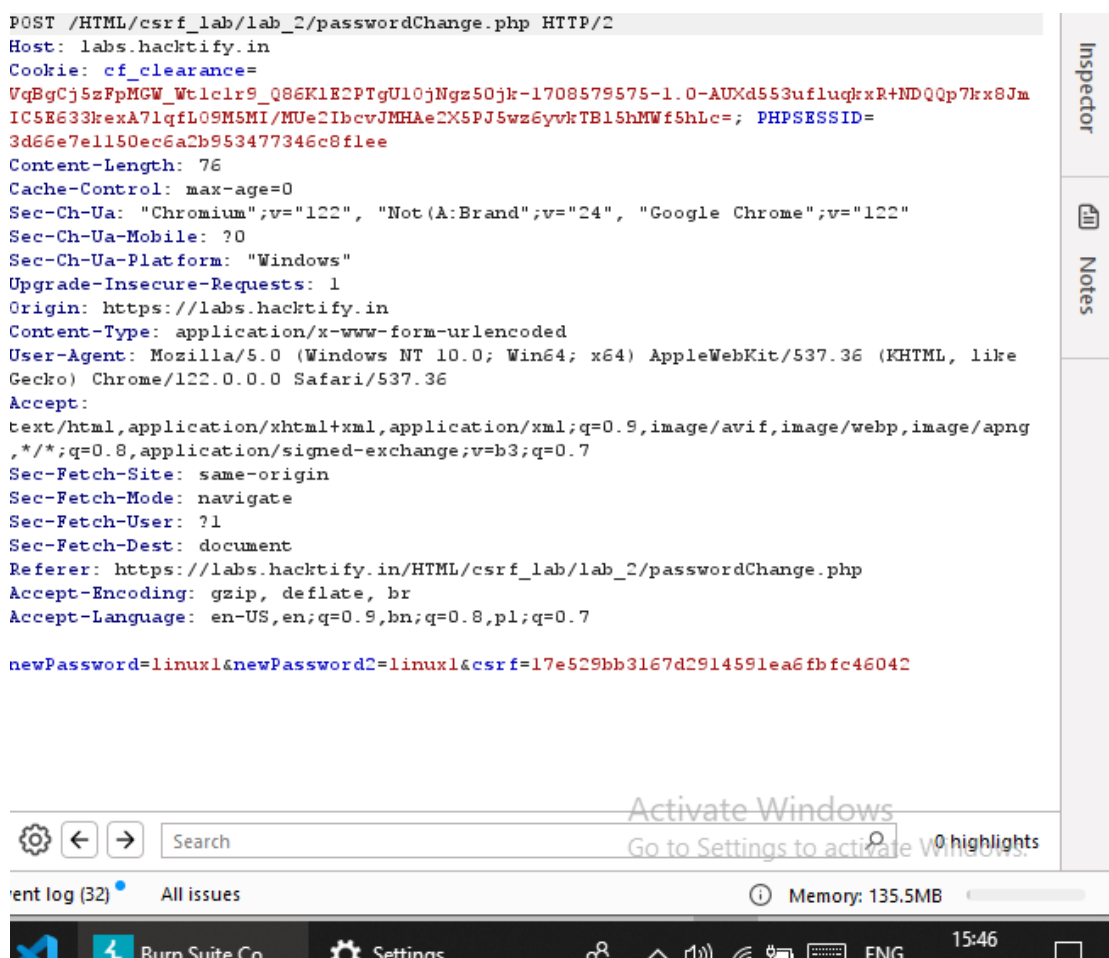 POST /HTML/csrf_lab/lab_2/passwordChange.php HTTP/2
Host: labs.hacktify.in
Cookie: cf_clearance=
VqBgCj5zFpMGW_Wt1c1r9_Q86K1E2PTgU10jNgz50jk-1708579575-1.0-AUXd553ufluqkxR+NDQQp7kx8Jm
IC5E633kexA7lqfL09M5MI/MUe2IbcvJMHAe2X5PJ5wz6yvkTB15hMWf5hLc=; PHPSESSID=
3d66e7e1150ec6a2b953477346c8f1ee
Content-Length: 76
Cache-Control: max-age=0
Sec-Ch-Ua: "Chromium";v="122", "Not(A:Brand";v="24", "Google Chrome";v="122"
Sec-Ch-Ua-Mobile: ?0
Sec-Ch-Ua-Platform: "Windows"
Upgrade-Insecure-Requests: 1
Origin: https://labs.hacktify.in
Content-Type: application/x-www-form-urlencoded
User-Agent: Mozilla/5.0 (Windows NT 10.0; Win64; x64) AppleWebKit/537.36 (KHTML, like
Gecko) Chrome/122.0.0.0 Safari/537.36
Accept:
text/html,application/xhtml+xml,application/xml;q=0.9,image/avif,image/webp,image/apng
,*/*;q=0.8,application/signed-exchange;v=b3;q=0.7
Sec-Fetch-Site: same-origin
Sec-Fetch-Mode: navigate
Sec-Fetch-User: ?1
Sec-Fetch-Dest: document
Referer: https://labs.hacktify.in/HTML/csrf_lab/lab_2/passwordChange.php
Accept-Encoding: gzip, deflate, br
Accept-Language: en-US,en;q=0.9,bn;q=0.8,pl;q=0.7
newPassword=linux1&newPassword2=linux1&csrf=17e529bb3167d2914591ea6fbfc46042
Inspector
Notes
Activate Windows
Go to Settings to activate Windows.
Search
0 highlights
ent log (32)
All issues
Memory: 135.5MB
Burp Suite Co
Settings
ENG
15:46